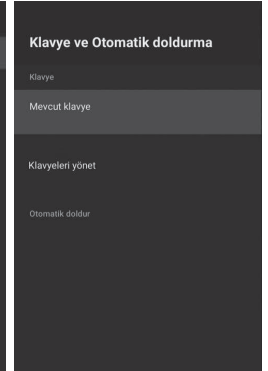 Klavye ve Otomatik doldurma
Klavye
Mevcut klavye
Klavyeleri yönet
Otomatik doldur